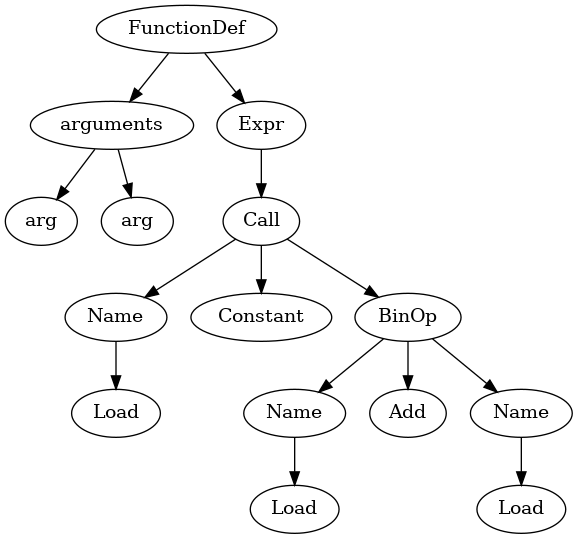 FunctionDef
arguments
Expr
arg
arg
Call
Name
Constant
BinOp
Load
Name
Add
Name
Load
Load